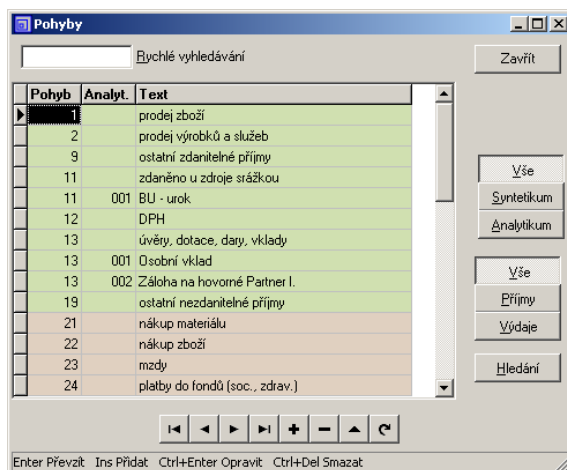 Pohyby
Rychlé vyhledávání
Zavřít
Pohyb Analyt. Text
1 prodej zboží
2 prodej výrobků a služeb
9 ostatní zdanitelné příjmy
11 zdaněno u zdroje srážkou
11 001 BU - urok
12 DPH
13 úvěry, dotace, dary, vklady
13 001 Osobní vklad
13 002 Záloha na hovorné Partner I.
19 ostatní nezdanitelné příjmy
21 nákup materiálu
22 nákup zboží
23 mzdy
24 platby do fondů (soc., zdrav.)
Vše
Syntetikum
Analytikum
Vše
Příjmy
Výdaje
Hledání
Enter Převzít Ins Přidat Ctrl+Enter Opravit Ctrl+Del Smazat